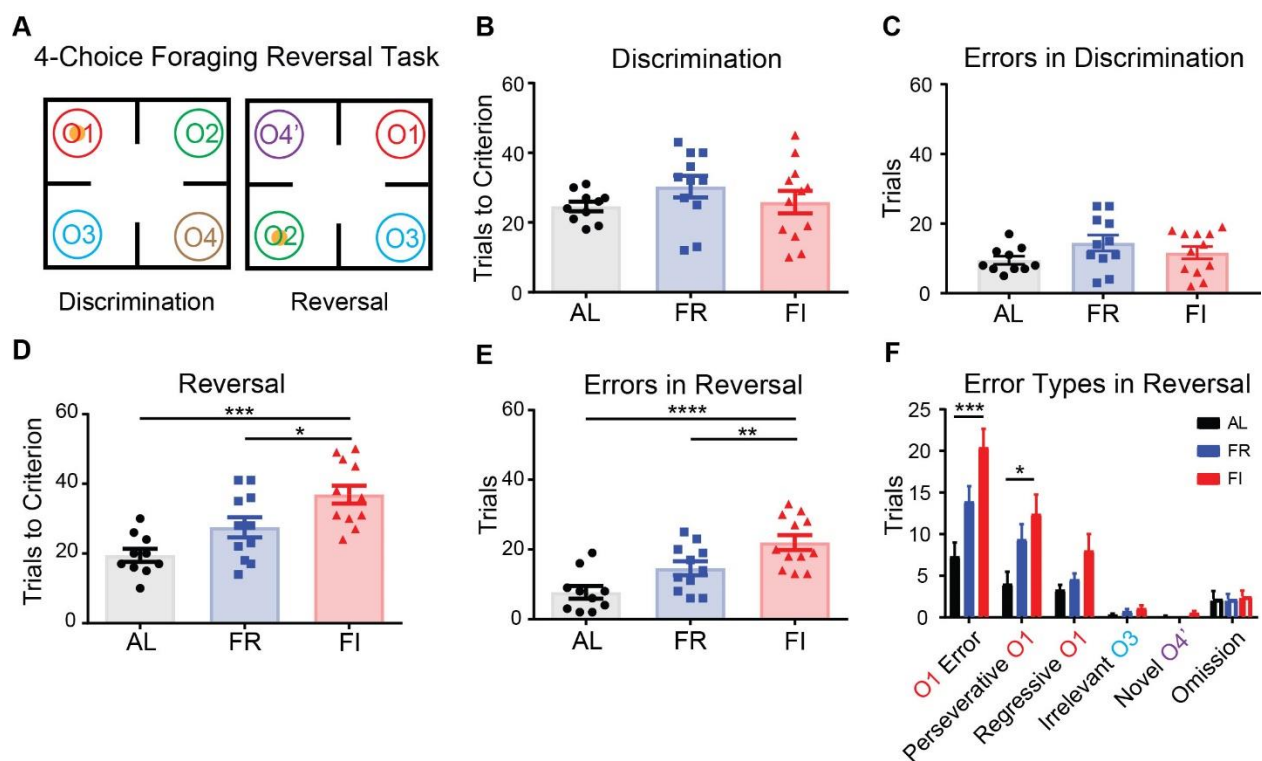 A
4-Choice Foraging Reversal Task
O1
O2
O3
O4
Discrimination
O4'
O1
O2
O3
Reversal
B
Discrimination
Trials to Criterion
60
40
20
0
AL FR FI
C
Errors in Discrimination
Trials
60
40
20
0
AL FR FI
D
Reversal
***
*
Trials to Criterion
60
40
20
0
AL FR FI
E
Errors in Reversal
****
**
Trials
60
40
20
0
AL FR FI
F
Error Types in Reversal
***
*
AL
FR
FI
Trials
25
20
15
10
5
0
O1 Error
Perseverative O1
Regressive O1
Irrelevant O3
Novel O4'
Omission